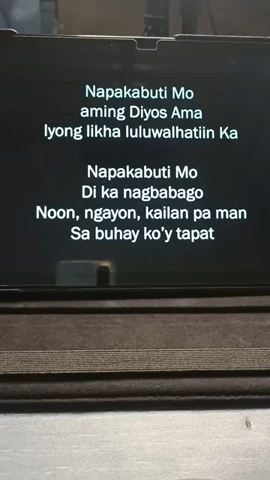 Napakabuti Mo
aming Diyos Ama
Iyong likha luluwalhatiin Ka
Napakabuti Mo
Di ka nagbabago
Noon, ngayon, kailan pa man
Sa buhay ko'y tapat